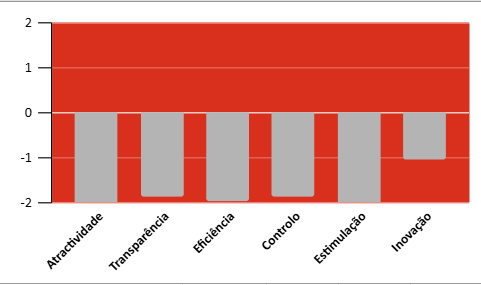 2
1
0
-1
-2
Atractividade
Transparência
Eficiência
Controlo
Estimulação
Inovação